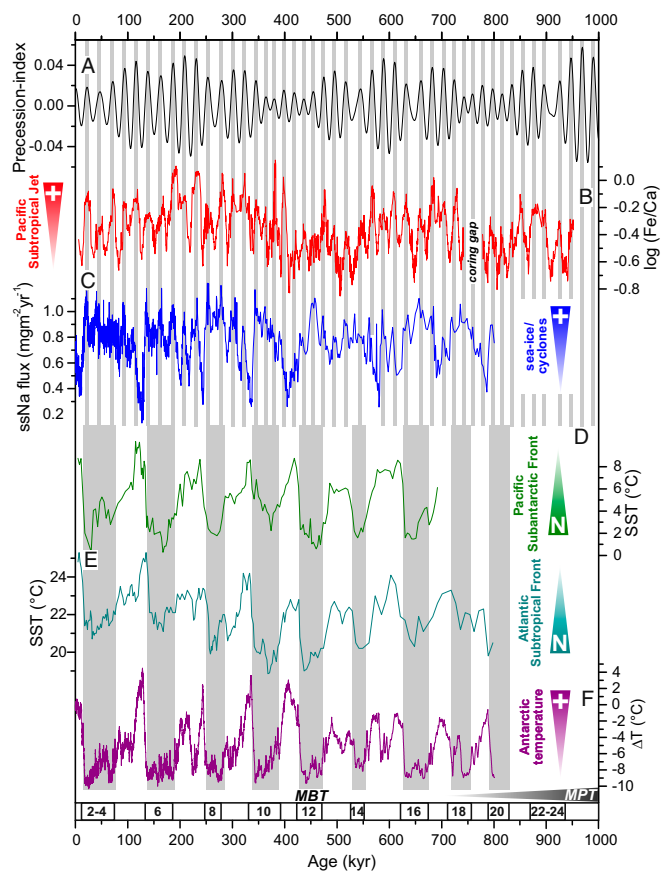 0 100 200 300 400 500 600 700 800 900 1000
A
Precession-index
0.04
0.00
-0.04
B
Pacific
Subtropical Jet
+
0.0
-0.2
-0.4
-0.6
-0.8
log (Fe/Ca)
coring gap
C
ssNa flux (mgm-2yr-1)
1.0
0.8
0.6
0.4
0.2
sea-ice/
cyclones
+
D
Pacific
Subantarctic Front
N
8
6
4
2
0
SST (°C)
E
SST (°C)
24
22
20
Atlantic
Subtropical Front
N
F
Antarctic
temperature
+
4
2
0
-2
-4
-6
-8
-10
ΔT (°C)
MBT
MPT
2-4 6 8 10 12 14 16 18 20 22-24
0 100 200 300 400 500 600 700 800 900 1000
Age (kyr)